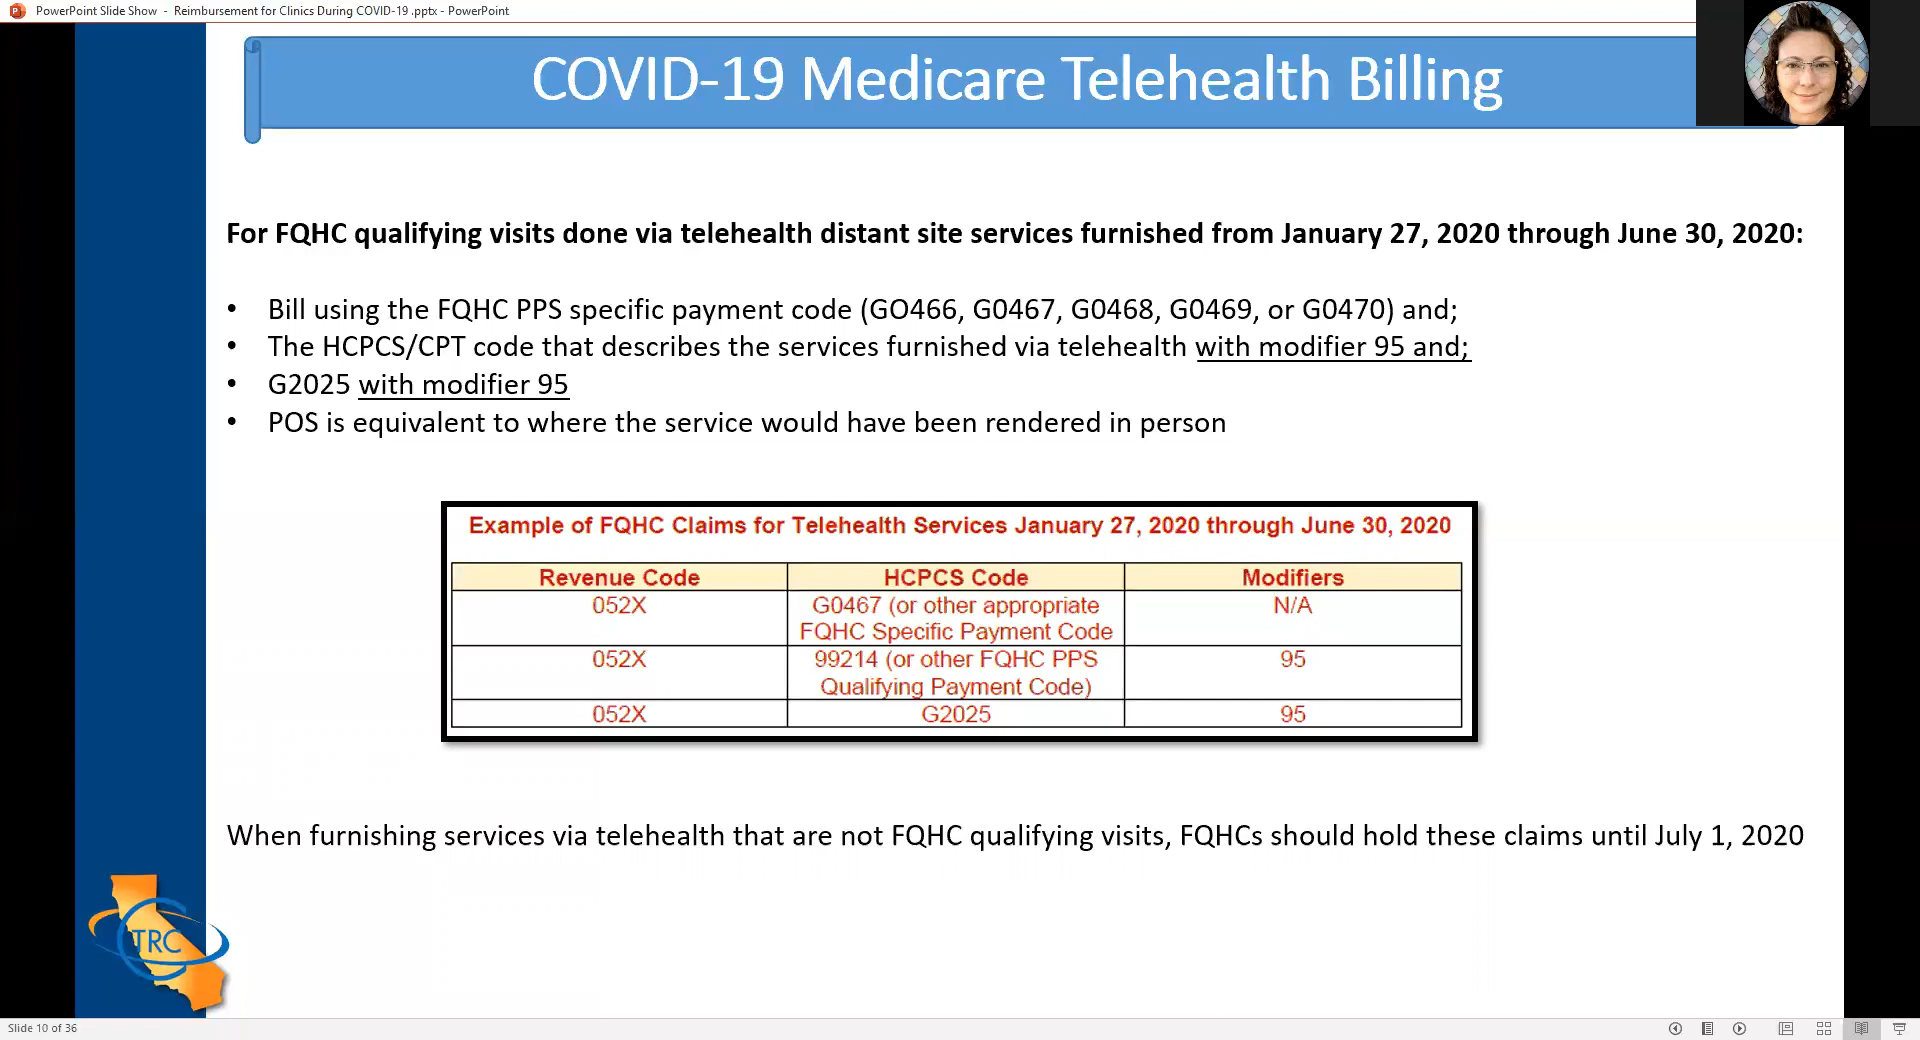 PowerPoint Slide Show - Reimbursement for Clinics During COVID-19 .pptx - PowerPoint
COVID-19 Medicare Telehealth Billing
For FQHC qualifying visits done via telehealth distant site services furnished from January 27, 2020 through June 30, 2020:
• Bill using the FQHC PPS specific payment code (GO466, G0467, G0468, G0469, or G0470) and;
• The HCPCS/CPT code that describes the services furnished via telehealth with modifier 95 and;
• G2025 with modifier 95
• POS is equivalent to where the service would have been rendered in person
Example of FQHC Claims for Telehealth Services January 27, 2020 through June 30, 2020
Revenue Code HCPCS Code Modifiers
052X G0467 (or other appropriate N/A
FQHC Specific Payment Code
052X 99214 (or other FQHC PPS 95
Qualifying Payment Code)
052X G2025 95
When furnishing services via telehealth that are not FQHC qualifying visits, FQHCs should hold these claims until July 1, 2020
CTRC
Slide 10 of 36